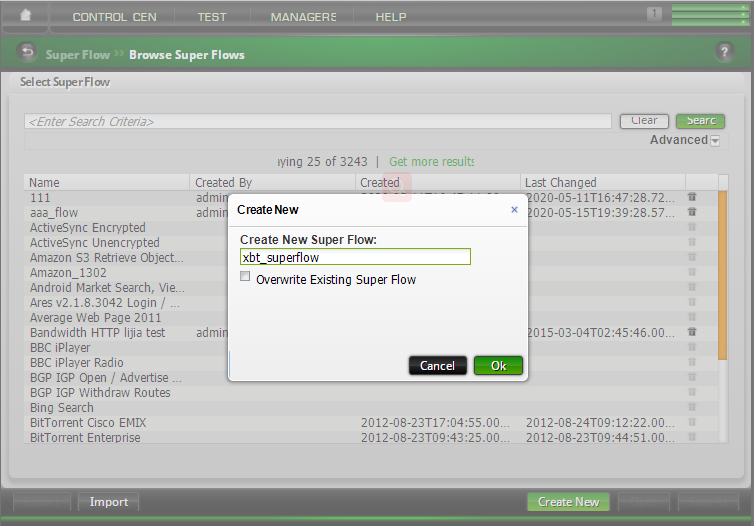 CONTROL CEN TEST MANAGERS HELP 1
Super Flow >> Browse Super Flows ?
Select Super Flow
<Enter Search Criteria> Clear Searc
Advanced
ying 25 of 3243 | Get more results
Name Created By Created Last Changed
111 admin 2020-05-11T16:47:28.72...
aaa_flow admin 2020-05-15T19:39:28.57...
ActiveSync Encrypted
ActiveSync Unencrypted
Amazon S3 Retrieve Object...
Amazon_1302
Android Market Search, Vie
Ares v2.1.8.3042 Login /
Average Web Page 2011
Bandwidth HTTP lijia test admin 2015-03-04T02:45:46.00...
BBC iPlayer
BBC iPlayer Radio
BGP IGP Open / Advertise ...
BGP IGP Withdraw Routes
Bing Search
BitTorrent Cisco EMIX 2012-08-23T17:04:55.00... 2012-08-24T09:12:22.00...
BitTorrent Enterprise 2012-08-23T09:43:25.00... 2012-08-23T09:44:51.00...
Create New ×
Create New Super Flow:
xbt_superflow
Overwrite Existing Super Flow
Cancel Ok
Import Create New